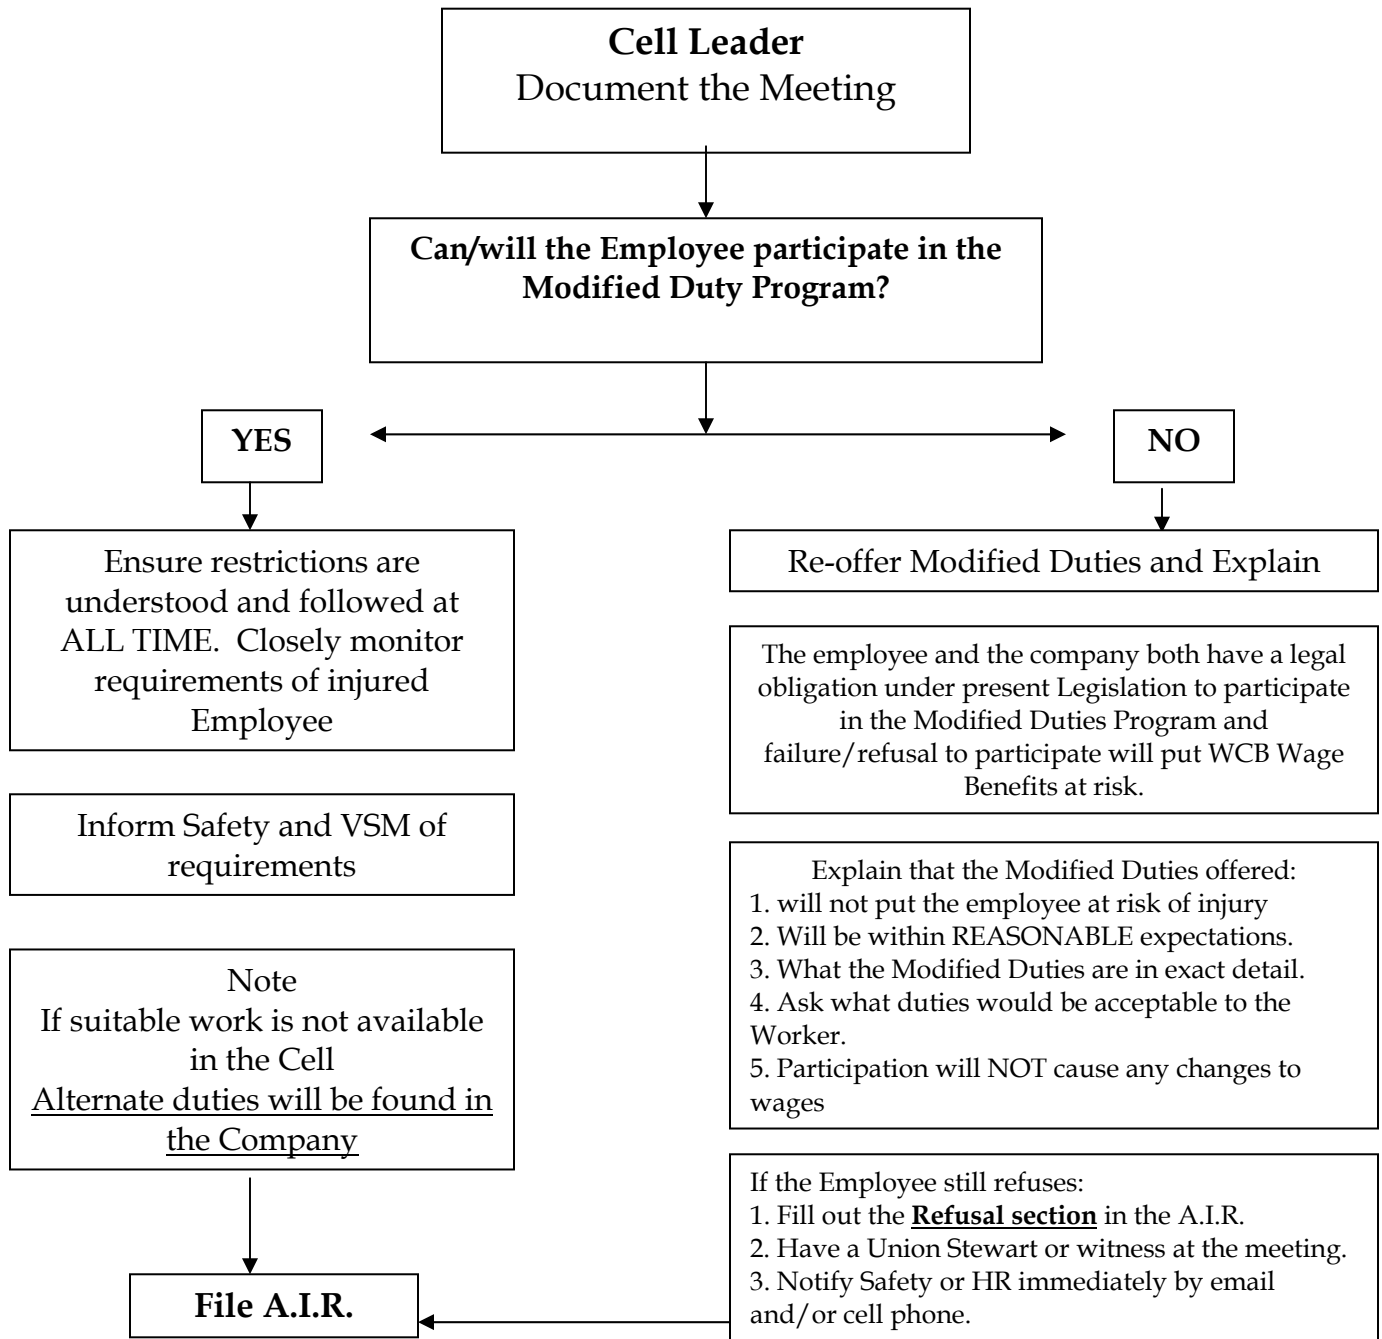 Cell Leader
Document the Meeting
Can/will the Employee participate in the
Modified Duty Program?
YES
NO
Ensure restrictions are
understood and followed at
ALL TIME.  Closely monitor
requirements of injured
Employee
Inform Safety and VSM of
requirements
Note
If suitable work is not available
in the Cell
Alternate duties will be found in
the Company
Re-offer Modified Duties and Explain
The employee and the company both have a legal
obligation under present Legislation to participate
in the Modified Duties Program and
failure/refusal to participate will put WCB Wage
Benefits at risk.
Explain that the Modified Duties offered:
1. will not put the employee at risk of injury
2. Will be within REASONABLE expectations.
3. What the Modified Duties are in exact detail.
4. Ask what duties would be acceptable to the
Worker.
5. Participation will NOT cause any changes to
wages
If the Employee still refuses:
1. Fill out the Refusal section in the A.I.R.
2. Have a Union Stewart or witness at the meeting.
3. Notify Safety or HR immediately by email
and/or cell phone.
File A.I.R.